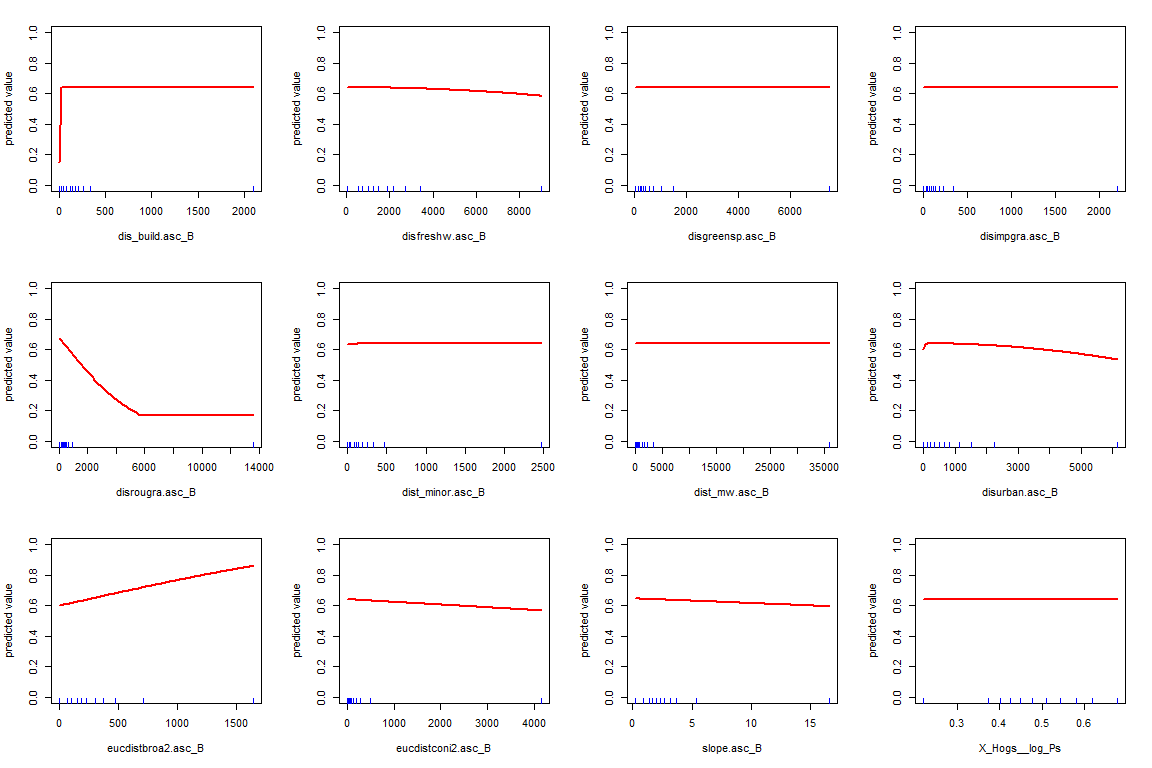 1.0
0.8
0.6
0.4
0.2
0.0
predicted value
0 500 1000 1500 2000
dis_build.asc_B
1.0
0.8
0.6
0.4
0.2
0.0
predicted value
0 2000 4000 6000 8000
disfreshw.asc_B
1.0
0.8
0.6
0.4
0.2
0.0
predicted value
0 2000 4000 6000
disgreensp.asc_B
1.0
0.8
0.6
0.4
0.2
0.0
predicted value
0 500 1000 1500 2000
disimpgra.asc_B
1.0
0.8
0.6
0.4
0.2
0.0
predicted value
0 2000 6000 10000 14000
disrougra.asc_B
1.0
0.8
0.6
0.4
0.2
0.0
predicted value
0 500 1000 1500 2000 2500
dist_minor.asc_B
1.0
0.8
0.6
0.4
0.2
0.0
predicted value
0 5000 15000 25000 35000
dist_mw.asc_B
1.0
0.8
0.6
0.4
0.2
0.0
predicted value
0 1000 3000 5000
disurban.asc_B
1.0
0.8
0.6
0.4
0.2
0.0
predicted value
0 500 1000 1500
eucdistbroa2.asc_B
1.0
0.8
0.6
0.4
0.2
0.0
predicted value
0 1000 2000 3000 4000
eucdistconi2.asc_B
1.0
0.8
0.6
0.4
0.2
0.0
predicted value
0 5 10 15
slope.asc_B
1.0
0.8
0.6
0.4
0.2
0.0
predicted value
0.3 0.4 0.5 0.6
X_Hogs__log_Ps